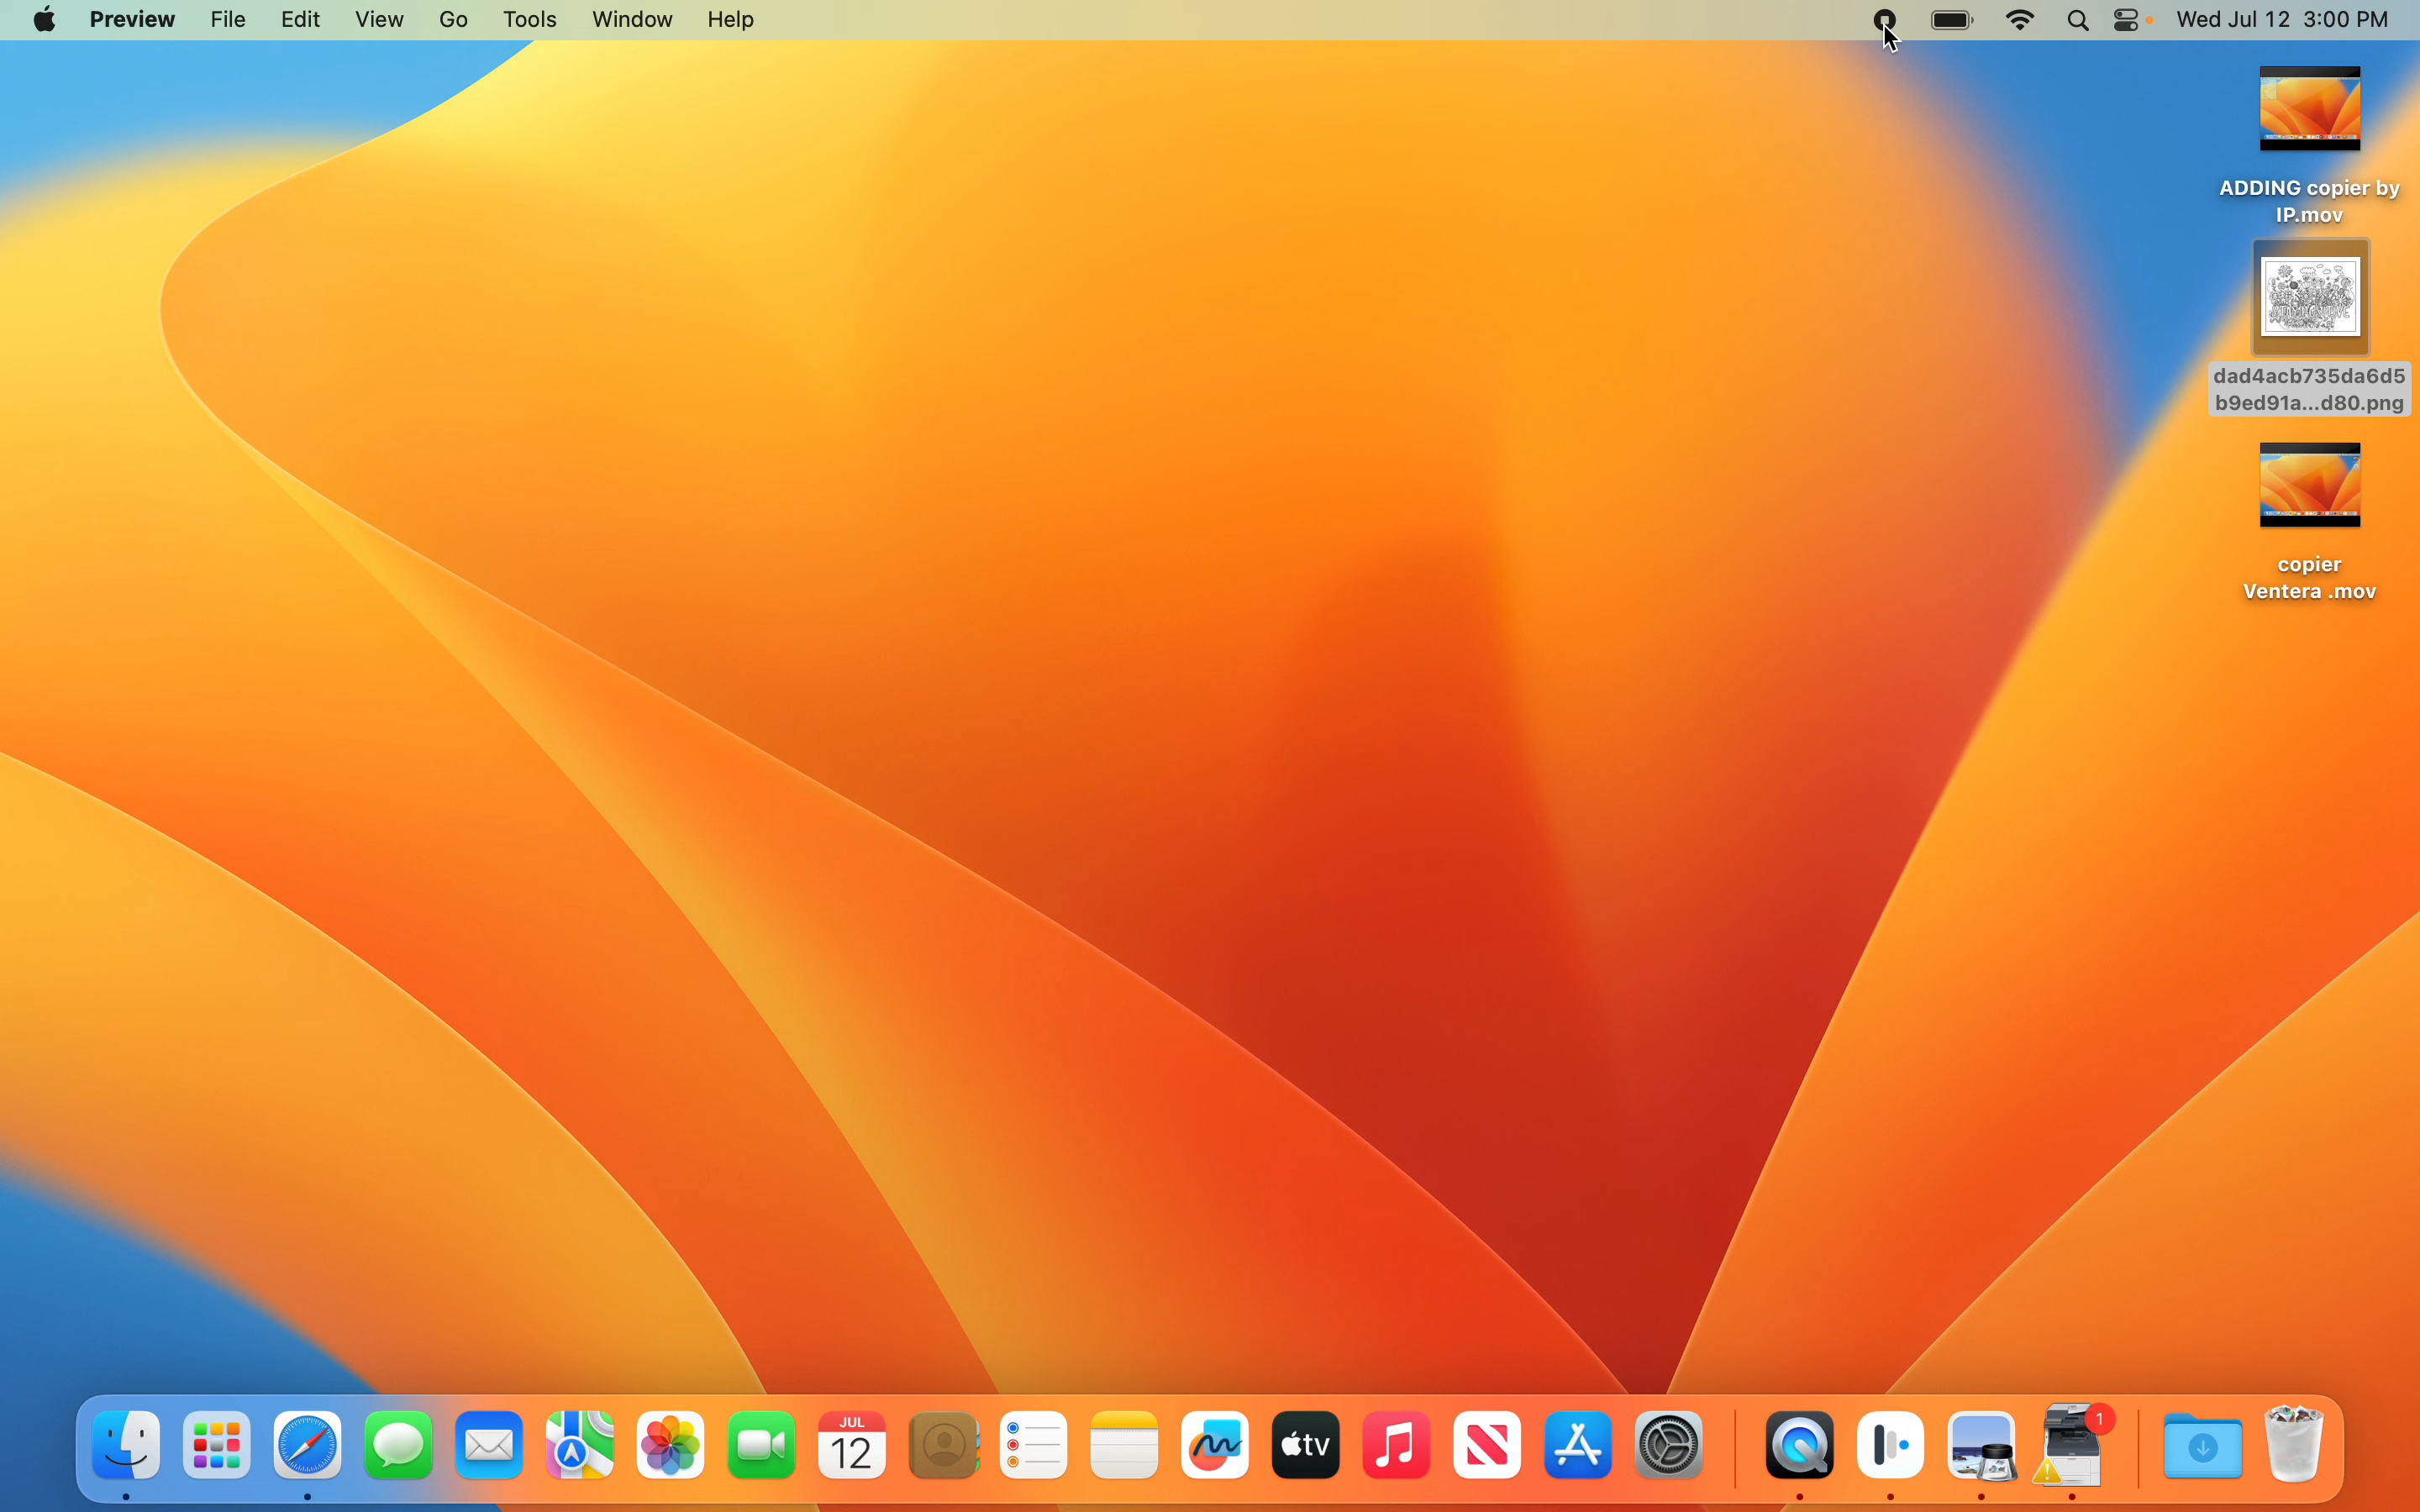 Preview File Edit View Go Tools Window Help Wed Jul 12 3:00 PM
ADDING copier by
IP.mov
dad4acb735da6d5
b9ed91a...d80.png
copier
Ventera .mov
JUL
12
tv
1